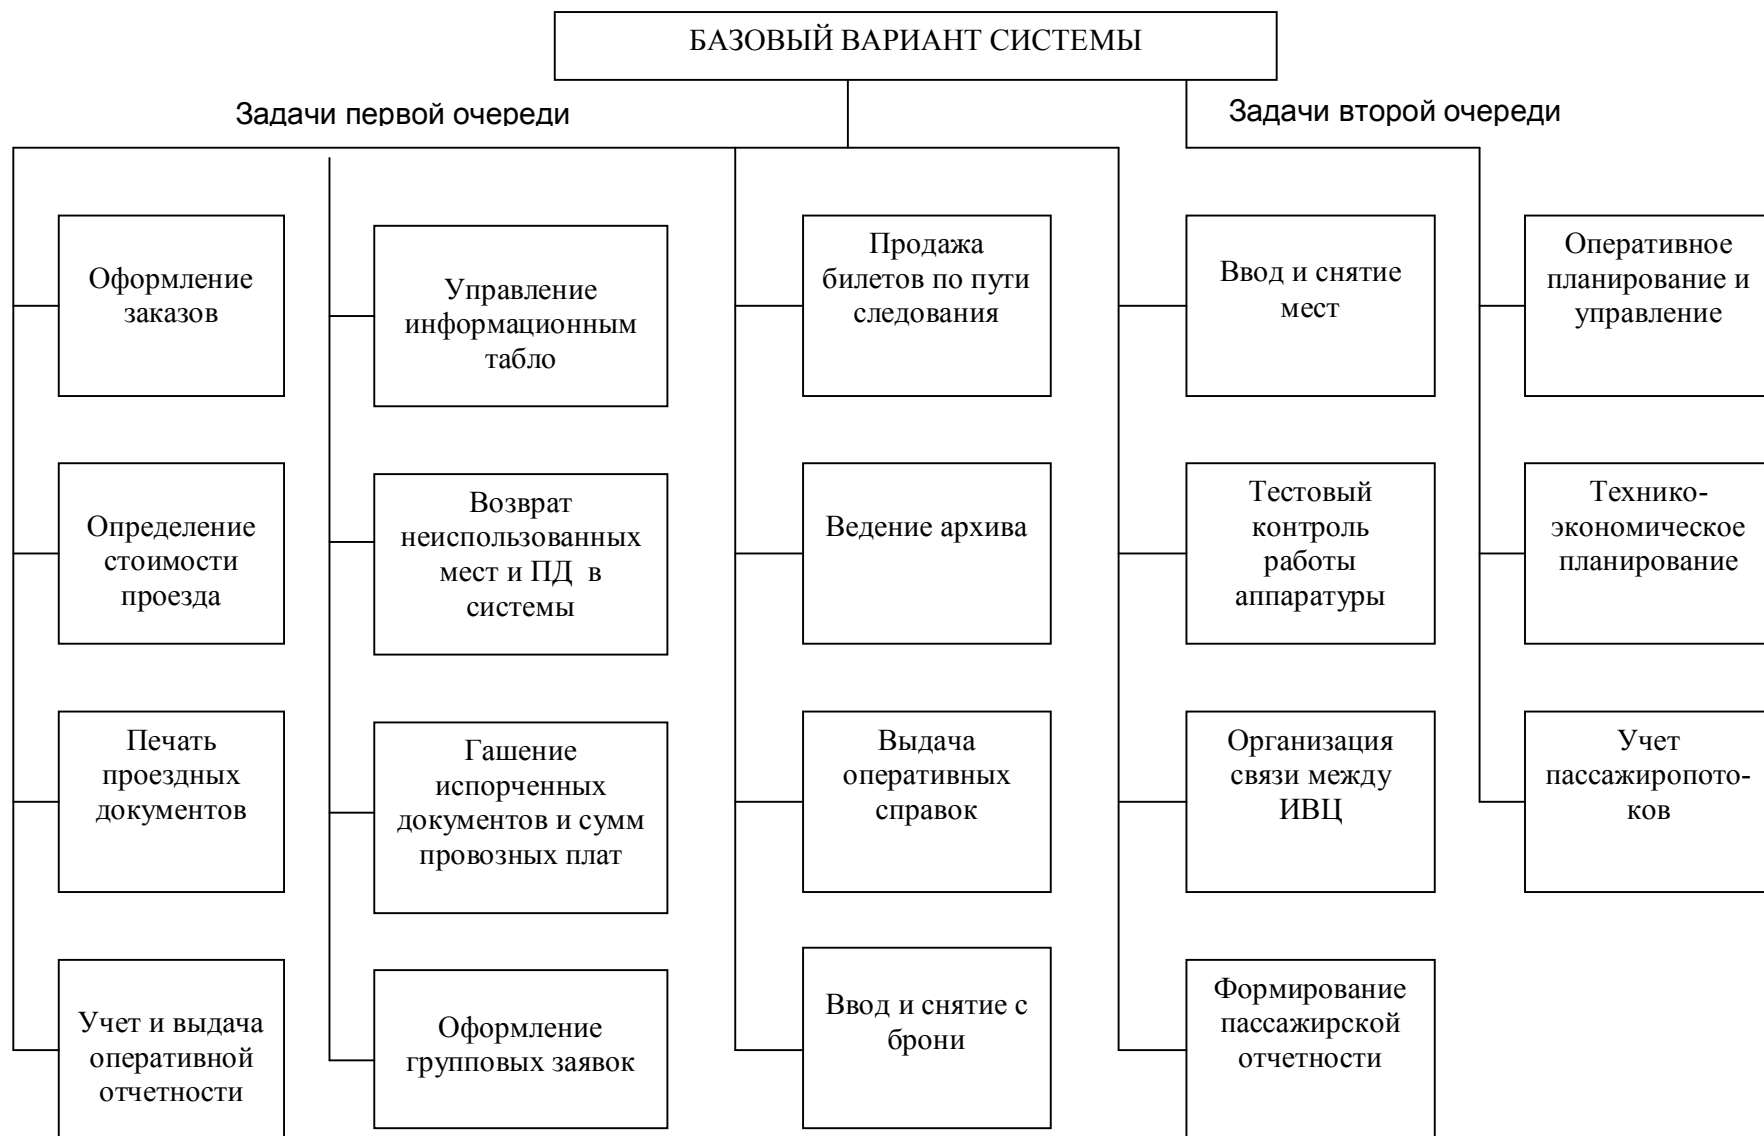 БАЗОВЫЙ ВАРИАНТ СИСТЕМЫ
Задачи первой очереди
Задачи второй очереди
Оформление
заказов
Управление
информационным
табло
Продажа
билетов по пути
следования
Ввод и снятие
мест
Оперативное
планирование и
управление
Определение
стоимости
проезда
Возврат
неиспользованных
мест и ПД в
системы
Ведение архива
Тестовый
контроль
работы
аппаратуры
Технико-
экономическое
планирование
Печать
проездных
документов
Гашение
испорченных
документов и сумм
провозных плат
Выдача
оперативных
справок
Организация
связи между
ИВЦ
Учет
пассажиропото-
ков
Учет и выдача
оперативной
отчетности
Оформление
групповых заявок
Ввод и снятие с
брони
Формирование
пассажирской
отчетности